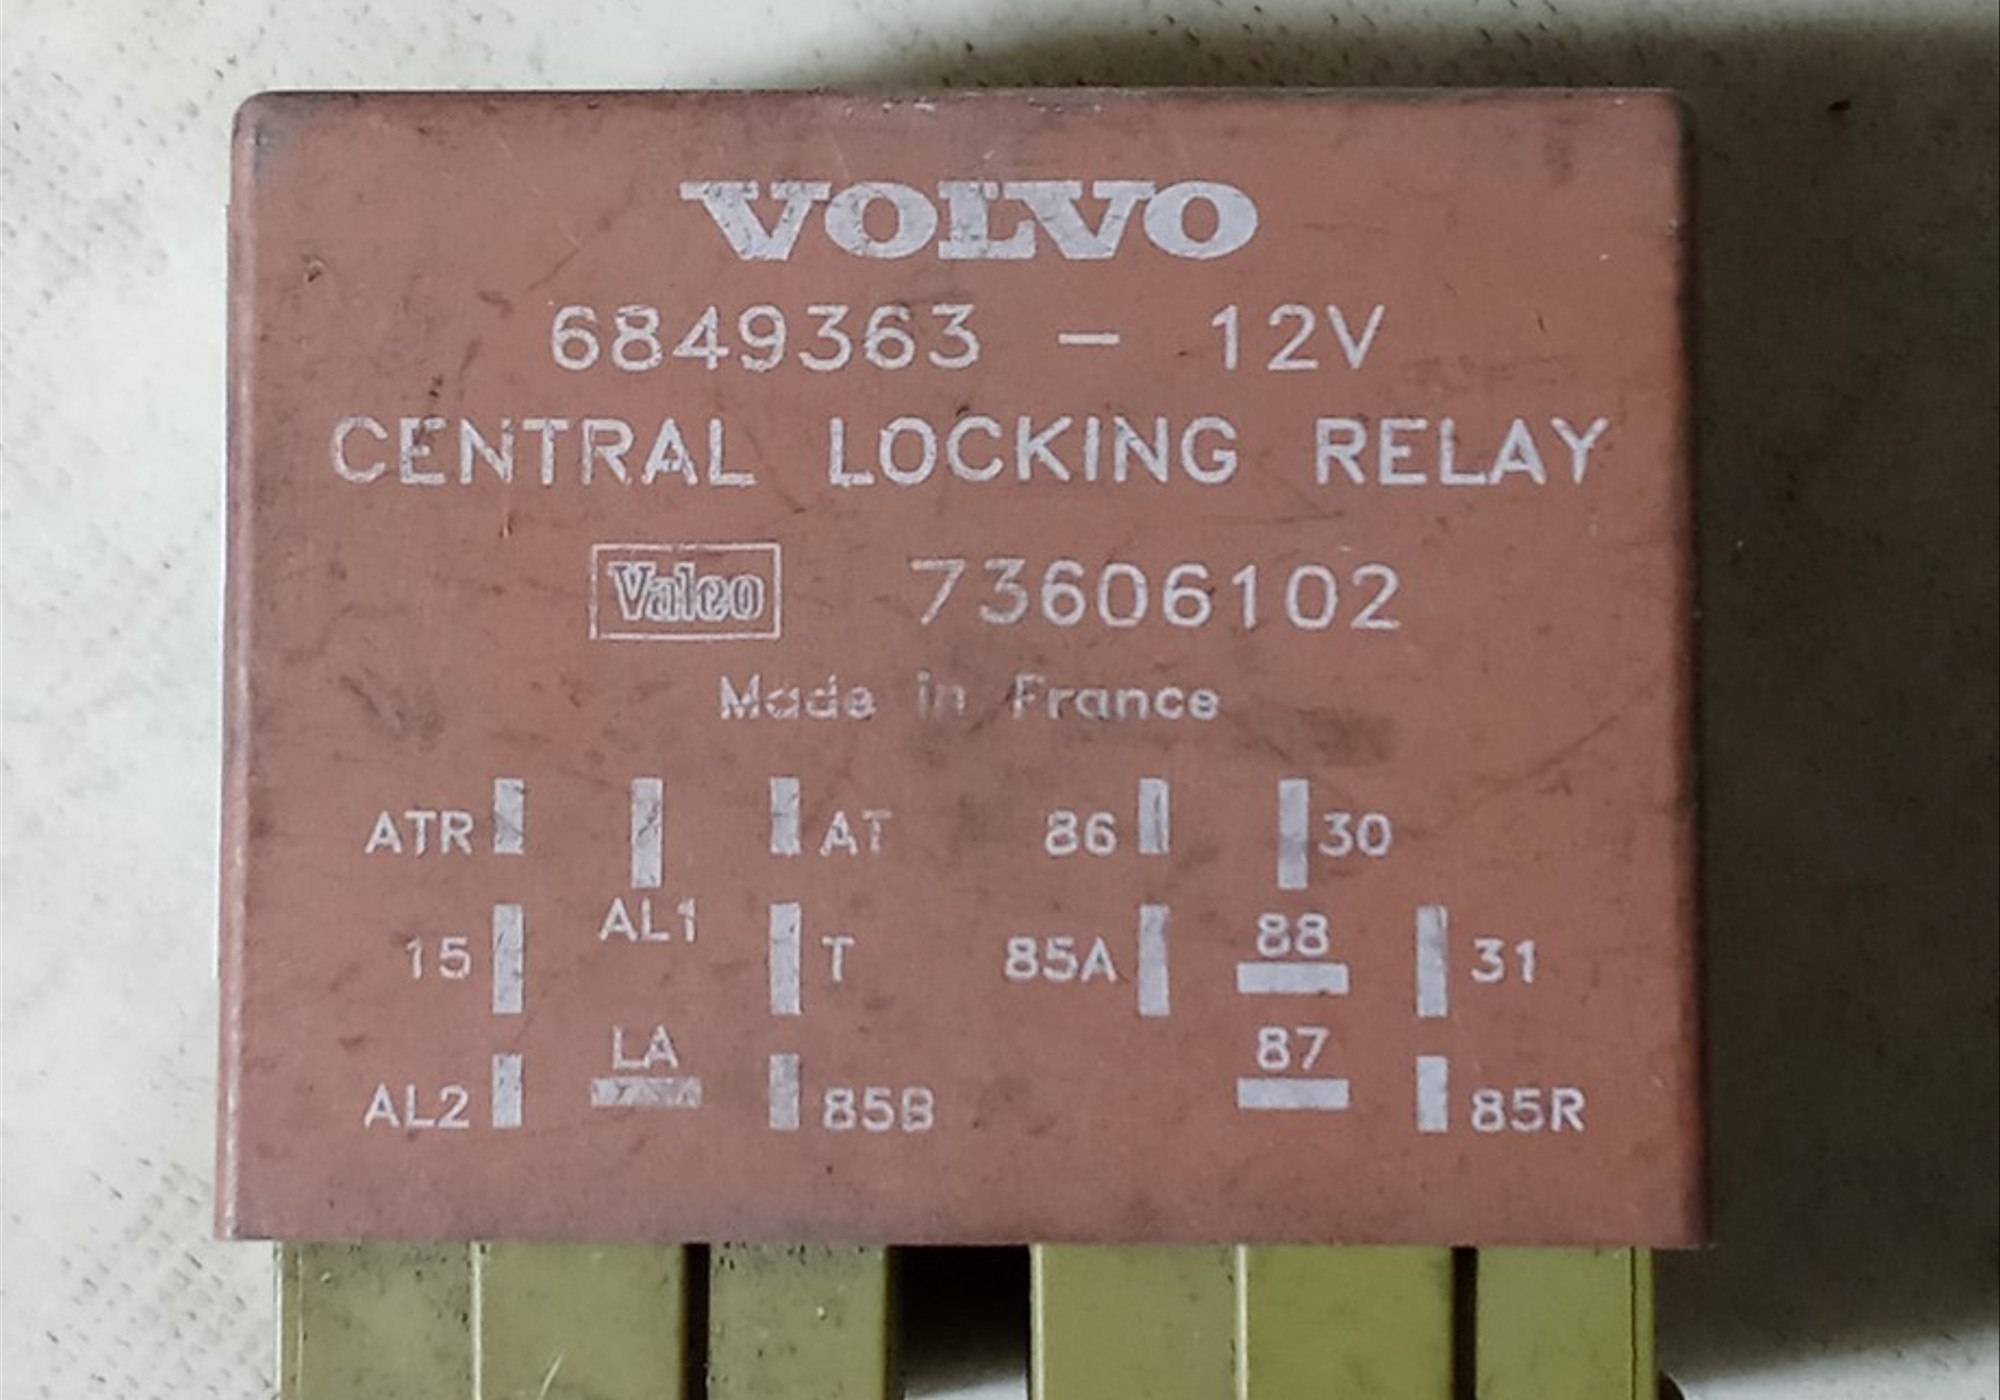 VOLVO
6849363 - 12V
CENTRAL LOCKING RELAY
Valeo 73606102
Made in France
ATR AT 86 30
AL1
15 T 85A 88 31
LA 87
AL2 85B 85R